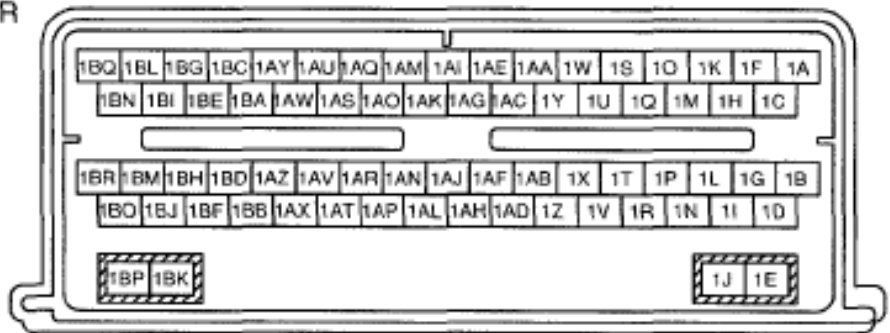 R
1BQ 1BL 1BG 1BC 1AY 1AU 1AQ 1AM 1AI 1AE 1AA 1W 1S 1O 1K 1F 1A
1BN 1BI 1BE 1BA 1AW 1AS 1AO 1AK 1AG 1AC 1Y 1U 1Q 1M 1H 1C
1BR 1BM 1BH 1BD 1AZ 1AV 1AR 1AN 1AJ 1AF 1AB 1X 1T 1P 1L 1G 1B
1BO 1BJ 1BF 1BB 1AX 1AT 1AP 1AL 1AH 1AD 1Z 1V 1R 1N 1I 1D
1BP 1BK 1J 1E